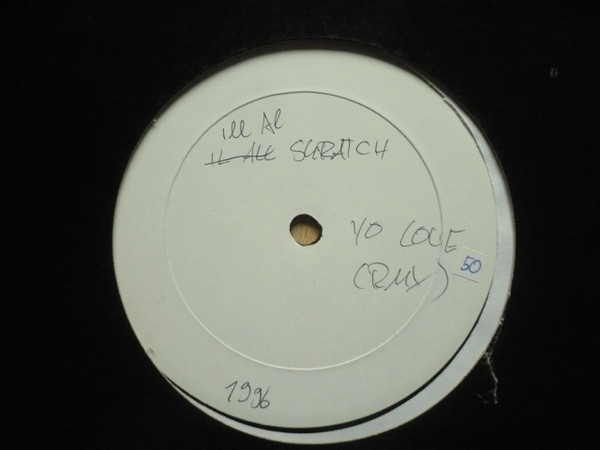 ill Al
IL ALL SCRATCH
YO LOVE
(RMX)
50
1996